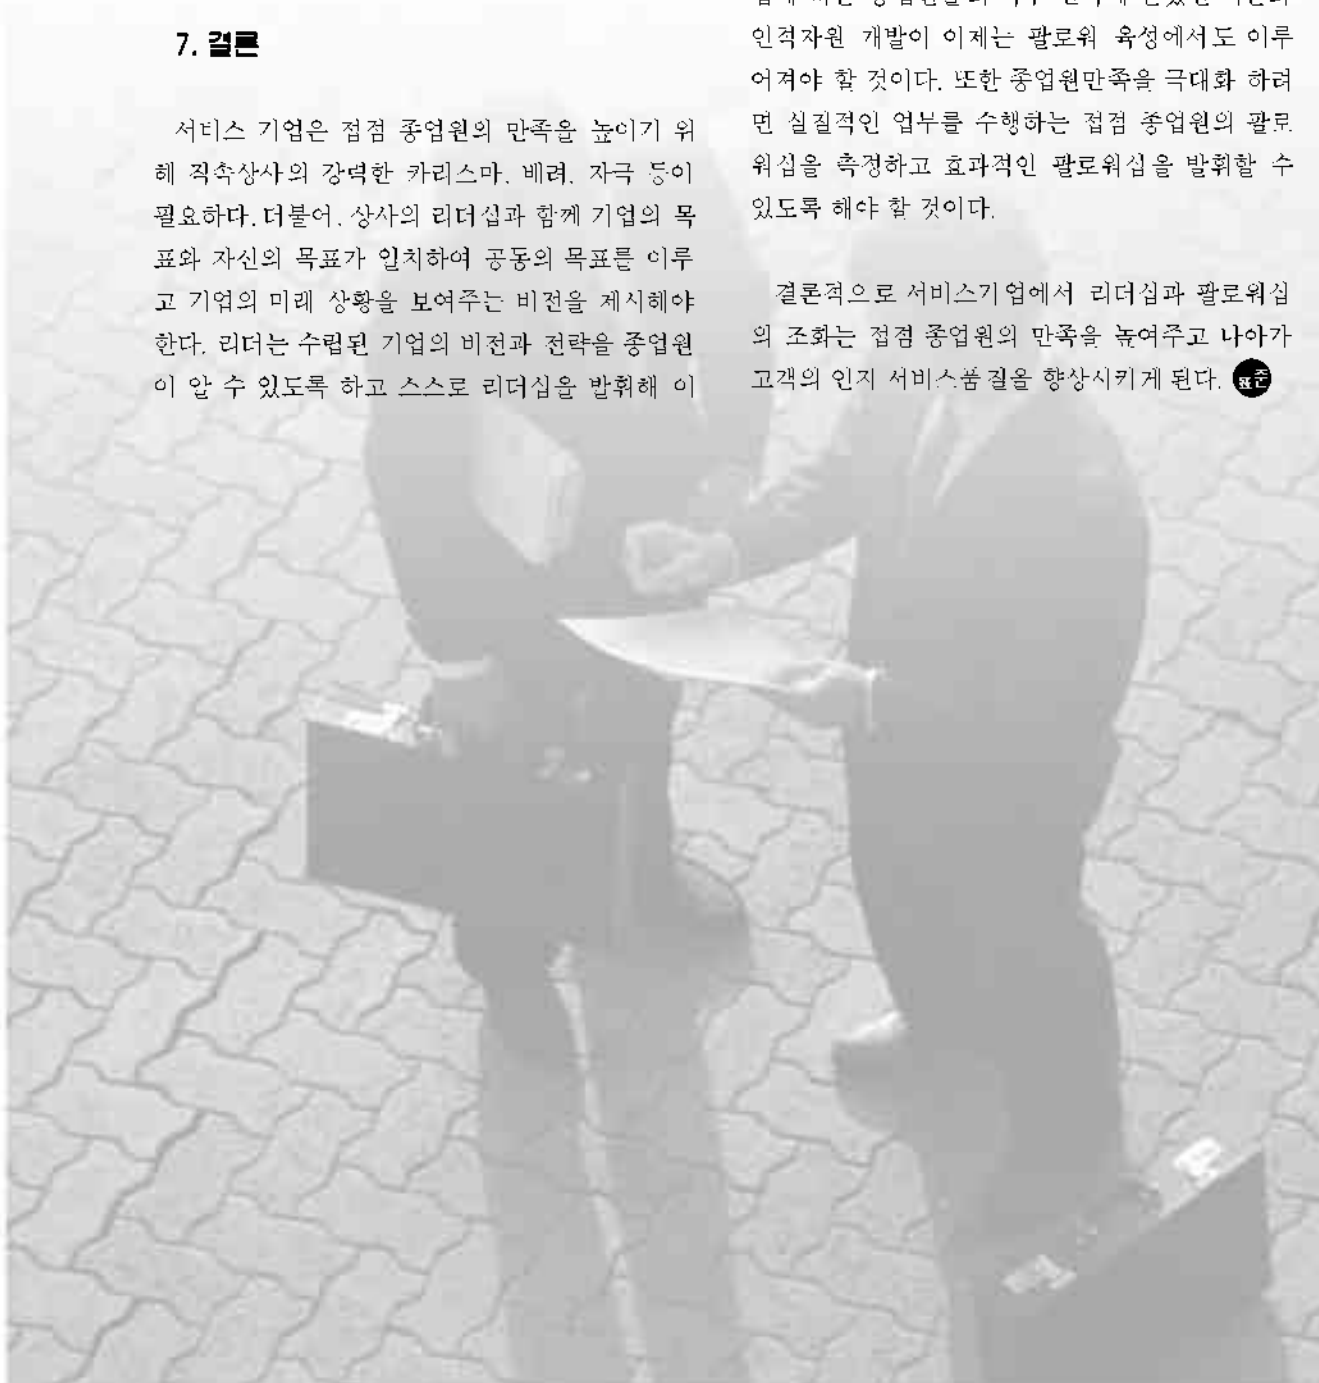 7. 결론
서비스 기업은 접점 종업원의 만족을 높이기 위
해 직속상사의 강력한 카리스마, 배려, 자극 등이
필요하다. 더불어, 상사의 리더십과 함께 기업의 목
표와 자신의 목표가 일치하여 공동의 목표를 이루
고 기업의 미래 상황을 보여주는 비전을 제시해야
한다. 리더는 수립된 기업의 비전과 전략을 종업원
이 알 수 있도록 하고 스스로 리더십을 발휘해 이
인적자원 개발이 이제는 팔로워 육성에서도 이루
어져야 할 것이다. 또한 종업원만족을 극대화 하려
면 실질적인 업무를 수행하는 접점 종업원의 팔로
워십을 측정하고 효과적인 팔로워십을 발휘할 수
있도록 해야 할 것이다.
결론적으로 서비스기업에서 리더십과 팔로워십
의 조화는 접점 종업원의 만족을 높여주고 나아가
고객의 인지 서비스품질을 향상시키게 된다. 표준